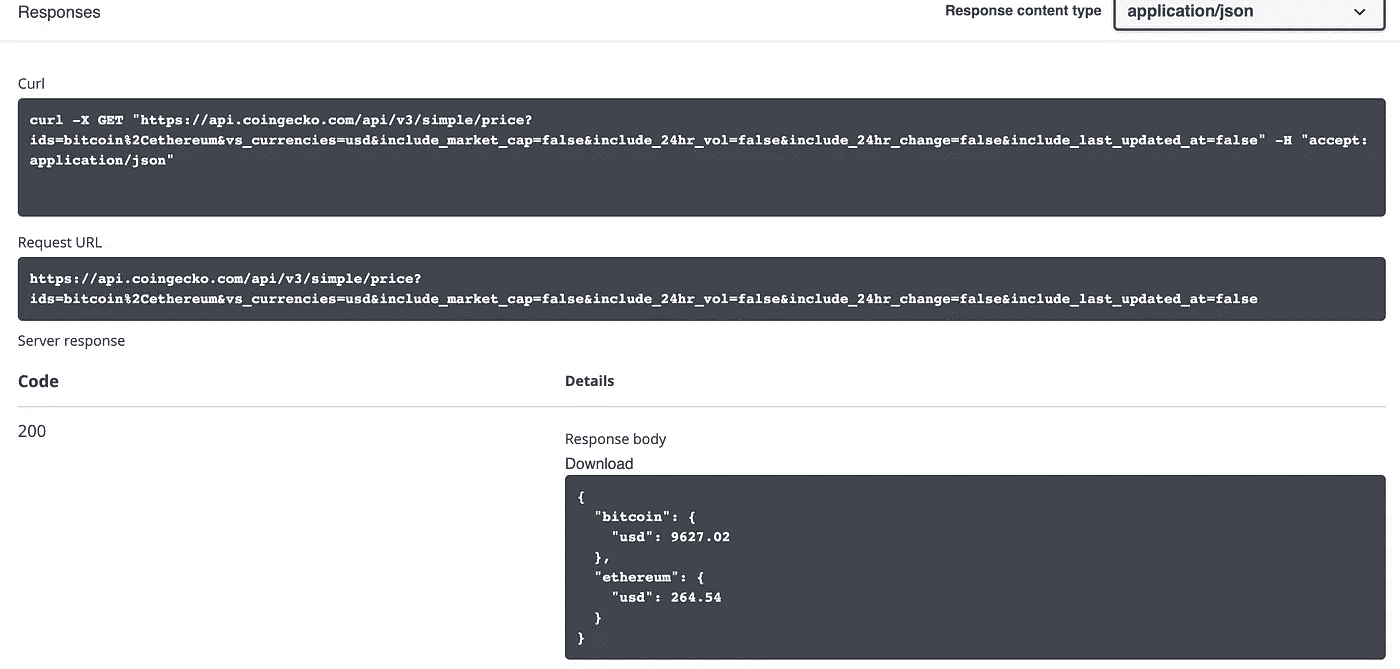 Responses
Response content type
application/json
Curl
curl -X GET "https://api.coingecko.com/api/v3/simple/price?
ids=bitcoin%2Cethereum&vs_currencies=usd&include_market_cap=false&include_24hr_vol=false&include_24hr_change=false&include_last_updated_at=false" -H "accept:
application/json"
Request URL
https://api.coingecko.com/api/v3/simple/price?
ids=bitcoin%2Cethereum&vs_currencies=usd&include_market_cap=false&include_24hr_vol=false&include_24hr_change=false&include_last_updated_at=false
Server response
Code
Details
200
Response body
Download
{
  "bitcoin": {
    "usd": 9627.02
  },
  "ethereum": {
    "usd": 264.54
  }
}